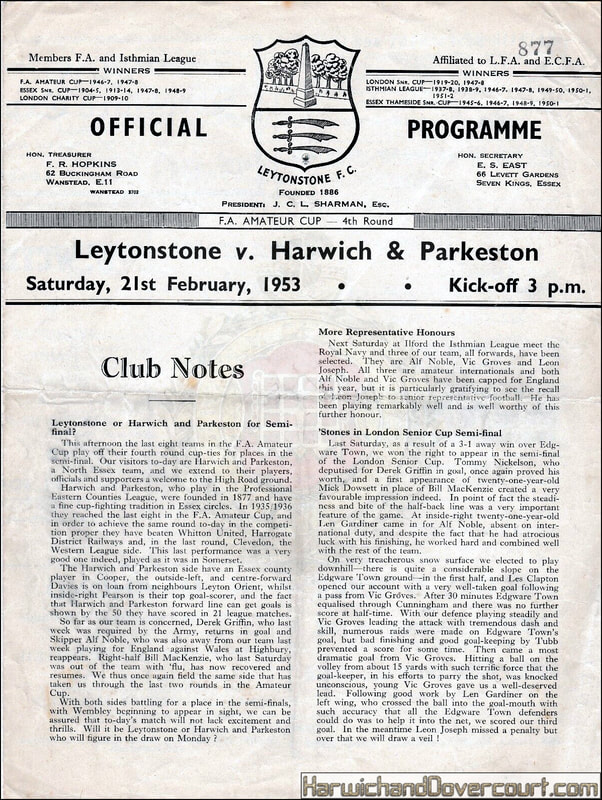 877
Members F.A. and Isthmian League
WINNERS
F.A. AMATEUR CUP—1946-7, 1947-8
ESSEX SNR. CUP—1904-5, 1913-14, 1947-8, 1948-9
LONDON CHARITY CUP—1909-10
Affiliated to L.F.A. and E.C.F.A.
WINNERS
LONDON SNR. CUP—1919-20, 1947-8
ISTHMIAN LEAGUE—1937-8, 1938-9, 1946-7, 1947-8, 1949-50, 1950-1,
1951-2
ESSEX THAMESIDE SNR. CUP—1945-6, 1946-7, 1948-9, 1950-1
OFFICIAL
PROGRAMME
HON. TREASURER
F. R. HOPKINS
62 BUCKINGHAM ROAD
WANSTEAD, E.11
WANSTEAD 5702
LEYTONSTONE F.C.
FOUNDED 1886
PRESIDENT: J. C. L. SHARMAN, ESQ.
HON. SECRETARY
E. S. EAST
66 LEVETT GARDENS
SEVEN KINGS, ESSEX
F.A. AMATEUR CUP — 4th Round
Leytonstone v. Harwich & Parkeston
Saturday, 21st February, 1953 • • Kick-off 3 p.m.
Club Notes
Leytonstone or Harwich and Parkeston for Semi-
final?
This afternoon the last eight teams in the F.A. Amateur
Cup play off their fourth round cup-ties for places in the
semi-final. Our visitors to-day are Harwich and Parkeston,
a North Essex team, and we extend to their players,
officials and supporters a welcome to the High Road ground.
Harwich and Parkeston, who play in the Professional
Eastern Counties League, were founded in 1877 and have
a fine cup-fighting tradition in Essex circles. In 1935/1936
they reached the last eight in the F.A. Amateur Cup, and
in order to achieve the same round to-day in the competi-
tion proper they have beaten Whitton United, Harrogate
District Railways and, in the last round, Clevedon, the
Western League side. This last performance was a very
good one indeed, played as it was in Somerset.
The Harwich and Parkeston side have an Essex county
player in Cooper, the outside-left, and centre-forward
Davies is on loan from neighbours Leyton Orient, whilst
inside-right Pearson is their top goal-scorer, and the fact
that Harwich and Parkeston forward line can get goals is
shown by the 50 they have scored in 21 league matches.
So far as our team is concerned, Derek Griffin, who last
week was required by the Army, returns in goal and
Skipper Alf Noble, who was also away from our team last
week playing for England against Wales at Highbury,
reappears. Right-half Bill MacKenzie, who last Saturday
was out of the team with 'flu, has now recovered and
resumes. We thus once again field the same side that has
taken us through the last two rounds in the Amateur
Cup.
With both sides battling for a place in the semi-finals,
with Wembley beginning to appear in sight, we can be
assured that to-day's match will not lack excitement and
thrills. Will it be Leytonstone or Harwich and Parkeston
who will figure in the draw on Monday ?
More Representative Honours
Next Saturday at Ilford the Isthmian League meet the
Royal Navy and three of our team, all forwards, have been
selected. They are Alf Noble, Vic Groves and Leon
Joseph. All three are amateur internationals and both
Alf Noble and Vic Groves have been capped for England
this year, but it is particularly gratifying to see the recall
of Leon Joseph to senior representative football. He has
been playing remarkably well and is well worthy of this
further honour.
'Stones in London Senior Cup Semi-final
Last Saturday, as a result of a 3-1 away win over Edg-
ware Town, we won the right to appear in the semi-final
of the London Senior Cup. Tommy Nickelson, who
deputised for Derek Griffin in goal, once again proved his
worth, and a first appearance of twenty-one-year-old
Mick Dowsett in place of Bill MacKenzie created a very
favourable impression indeed. In point of fact the steadi-
ness and bite of the half-back line was a very important
feature of the game. At inside-right twenty-one-year-old
Len Gardiner came in for Alf Noble, absent on inter-
national duty, and despite the fact that he had atrocious
luck with his finishing, he worked hard and combined well
with the rest of the team.
On very treacherous snow surface we elected to play
downhill—there is quite a considerable slope on the
Edgware Town ground—in the first half, and Les Clapton
opened our account with a very well-taken goal following
a pass from Vic Groves. After 30 minutes Edgware Town
equalised through Cunningham and there was no further
score at half-time. With our defence playing steadily and
Vic Groves leading the attack with tremendous dash and
skill, numerous raids were made on Edgware Town's
goal, but bad finishing and good goal-keeping by Tubb
prevented a score for some time. Then came a most
dramatic goal from Vic Groves. Hitting a ball on the
volley from about 15 yards with such terrific force that the
goal-keeper, in his efforts to parry the shot, was knocked
unconscious, young Vic Groves gave us a well-deserved
lead. Following good work by Len Gardiner on the
left wing, who crossed the ball into the goal-mouth with
such accuracy that all the Edgware Town defenders
could do was to help it into the net, we scored our third
goal. In the meantime Leon Joseph missed a penalty but
over that we will draw a veil !
HarwichandDovercourt.com